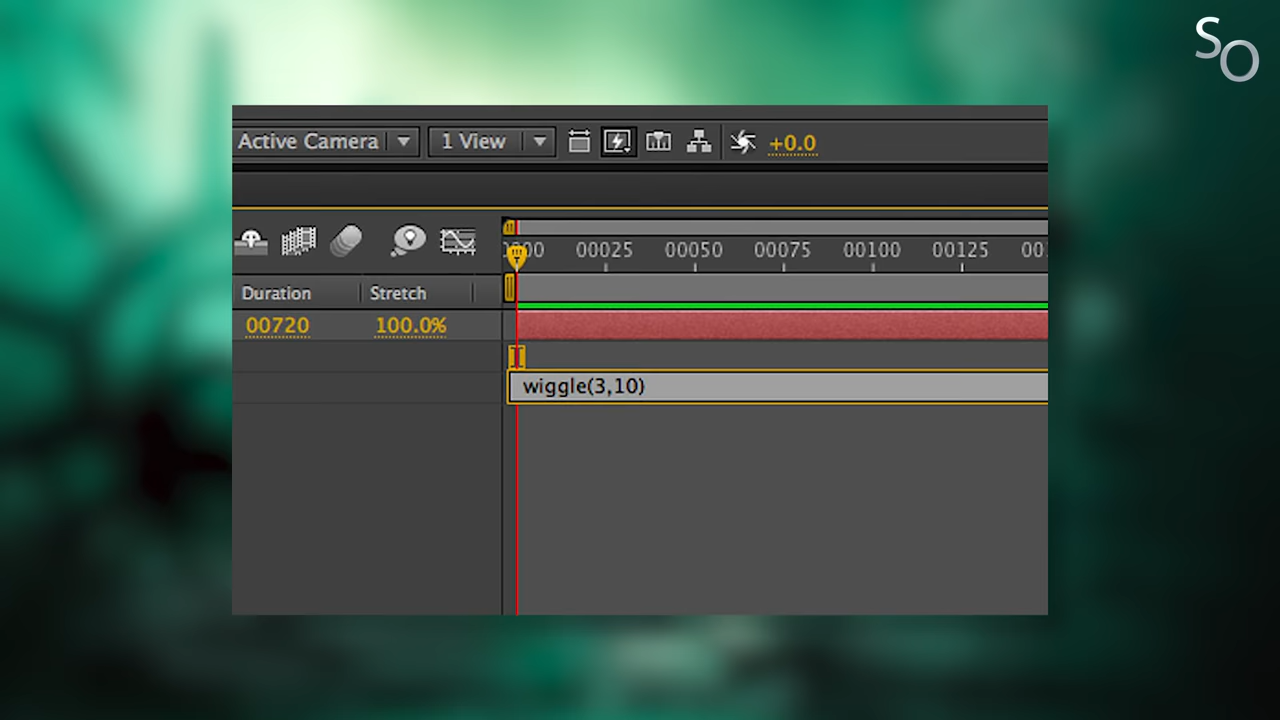 S
O
Active Camera 1 View +0.0
00025 00050 00075 00100 00125
Duration Stretch
00720 100.0%
wiggle(3,10)